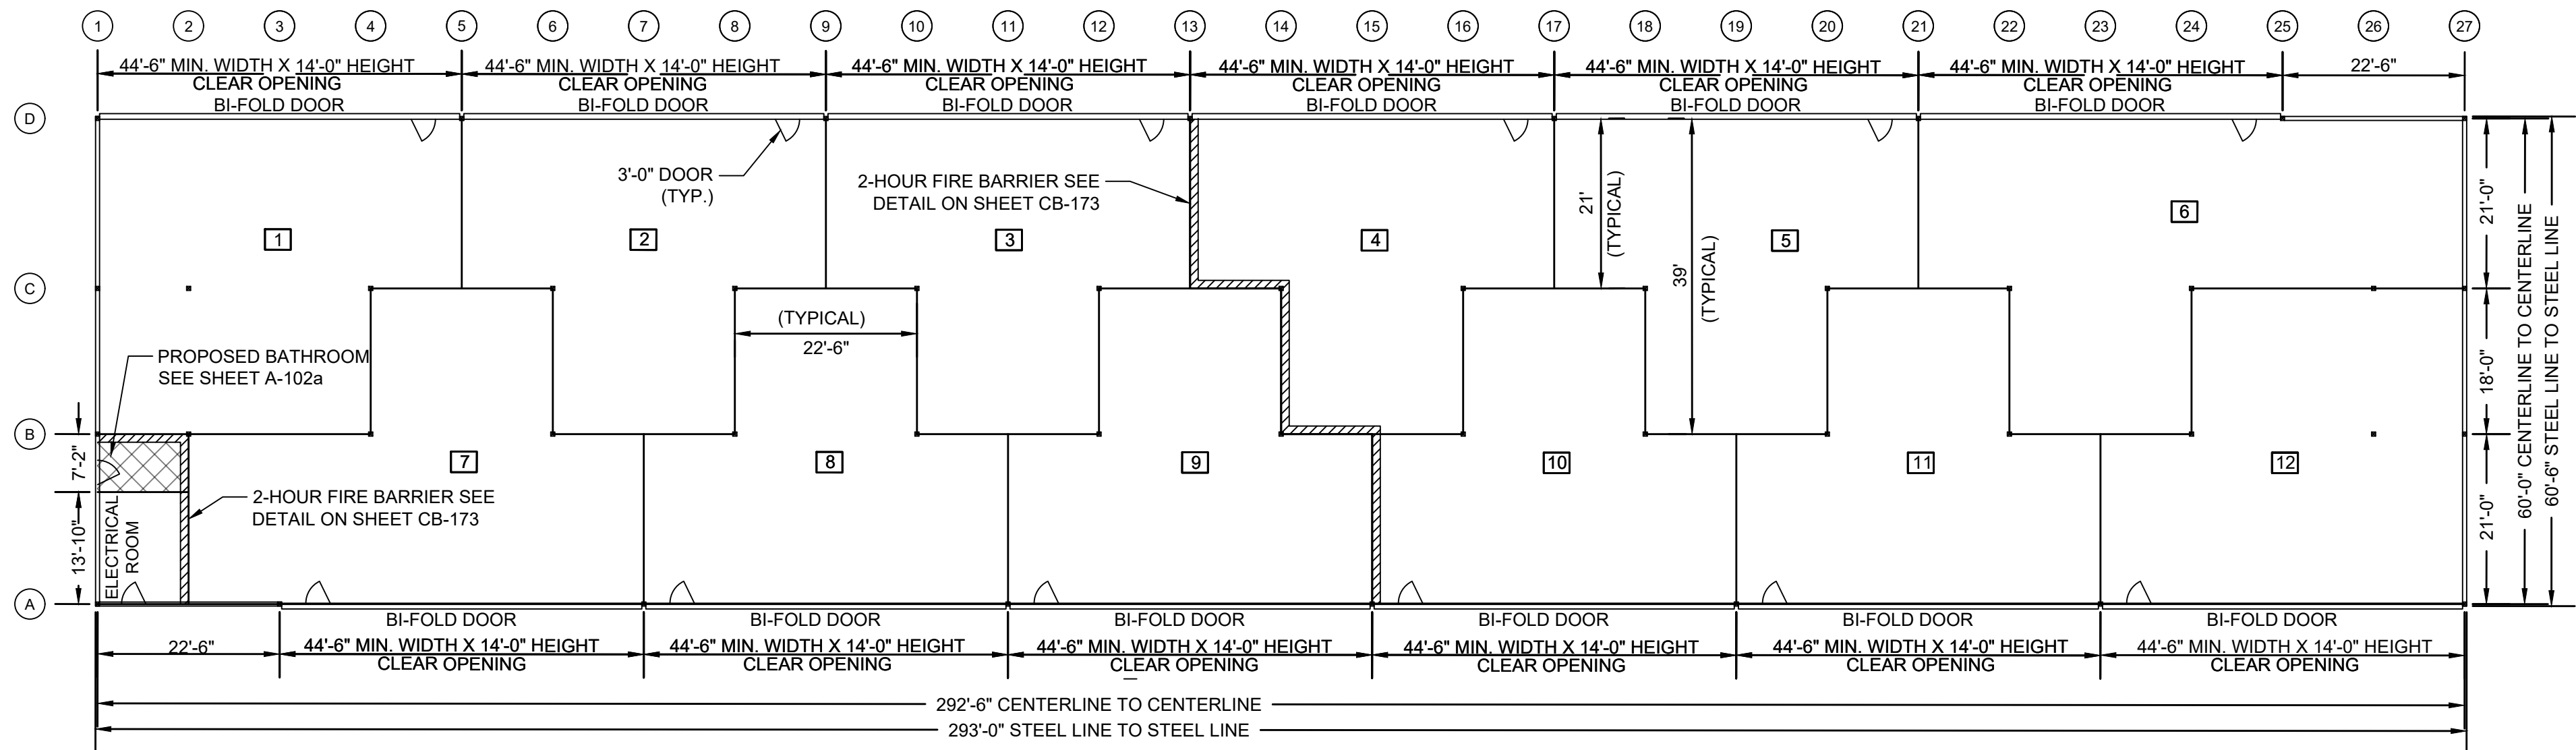 1 2 3 4 5 6 7 8 9 10 11 12 13 14 15 16 17 18 19 20 21 22 23 24 25 26 27
44'-6" MIN. WIDTH X 14'-0" HEIGHT
CLEAR OPENING
BI-FOLD DOOR
44'-6" MIN. WIDTH X 14'-0" HEIGHT
CLEAR OPENING
BI-FOLD DOOR
44'-6" MIN. WIDTH X 14'-0" HEIGHT
CLEAR OPENING
BI-FOLD DOOR
44'-6" MIN. WIDTH X 14'-0" HEIGHT
CLEAR OPENING
BI-FOLD DOOR
44'-6" MIN. WIDTH X 14'-0" HEIGHT
CLEAR OPENING
BI-FOLD DOOR
44'-6" MIN. WIDTH X 14'-0" HEIGHT
CLEAR OPENING
BI-FOLD DOOR
22'-6"
D
C
B
A
3'-0" DOOR
(TYP.)
2-HOUR FIRE BARRIER SEE
DETAIL ON SHEET CB-173
21'
(TYPICAL)
39'
(TYPICAL)
1
2
3
4
5
6
(TYPICAL)
22'-6"
PROPOSED BATHROOM
SEE SHEET A-102a
7'-2"
13'-10"
ELECTRICAL
ROOM
2-HOUR FIRE BARRIER SEE
DETAIL ON SHEET CB-173
7
8
9
10
11
12
21'-0"
18'-0"
21'-0"
60'-0" CENTERLINE TO CENTERLINE
60'-6" STEEL LINE TO STEEL LINE
22'-6"
BI-FOLD DOOR
44'-6" MIN. WIDTH X 14'-0" HEIGHT
CLEAR OPENING
BI-FOLD DOOR
44'-6" MIN. WIDTH X 14'-0" HEIGHT
CLEAR OPENING
BI-FOLD DOOR
44'-6" MIN. WIDTH X 14'-0" HEIGHT
CLEAR OPENING
BI-FOLD DOOR
44'-6" MIN. WIDTH X 14'-0" HEIGHT
CLEAR OPENING
BI-FOLD DOOR
44'-6" MIN. WIDTH X 14'-0" HEIGHT
CLEAR OPENING
BI-FOLD DOOR
44'-6" MIN. WIDTH X 14'-0" HEIGHT
CLEAR OPENING
292'-6" CENTERLINE TO CENTERLINE
293'-0" STEEL LINE TO STEEL LINE